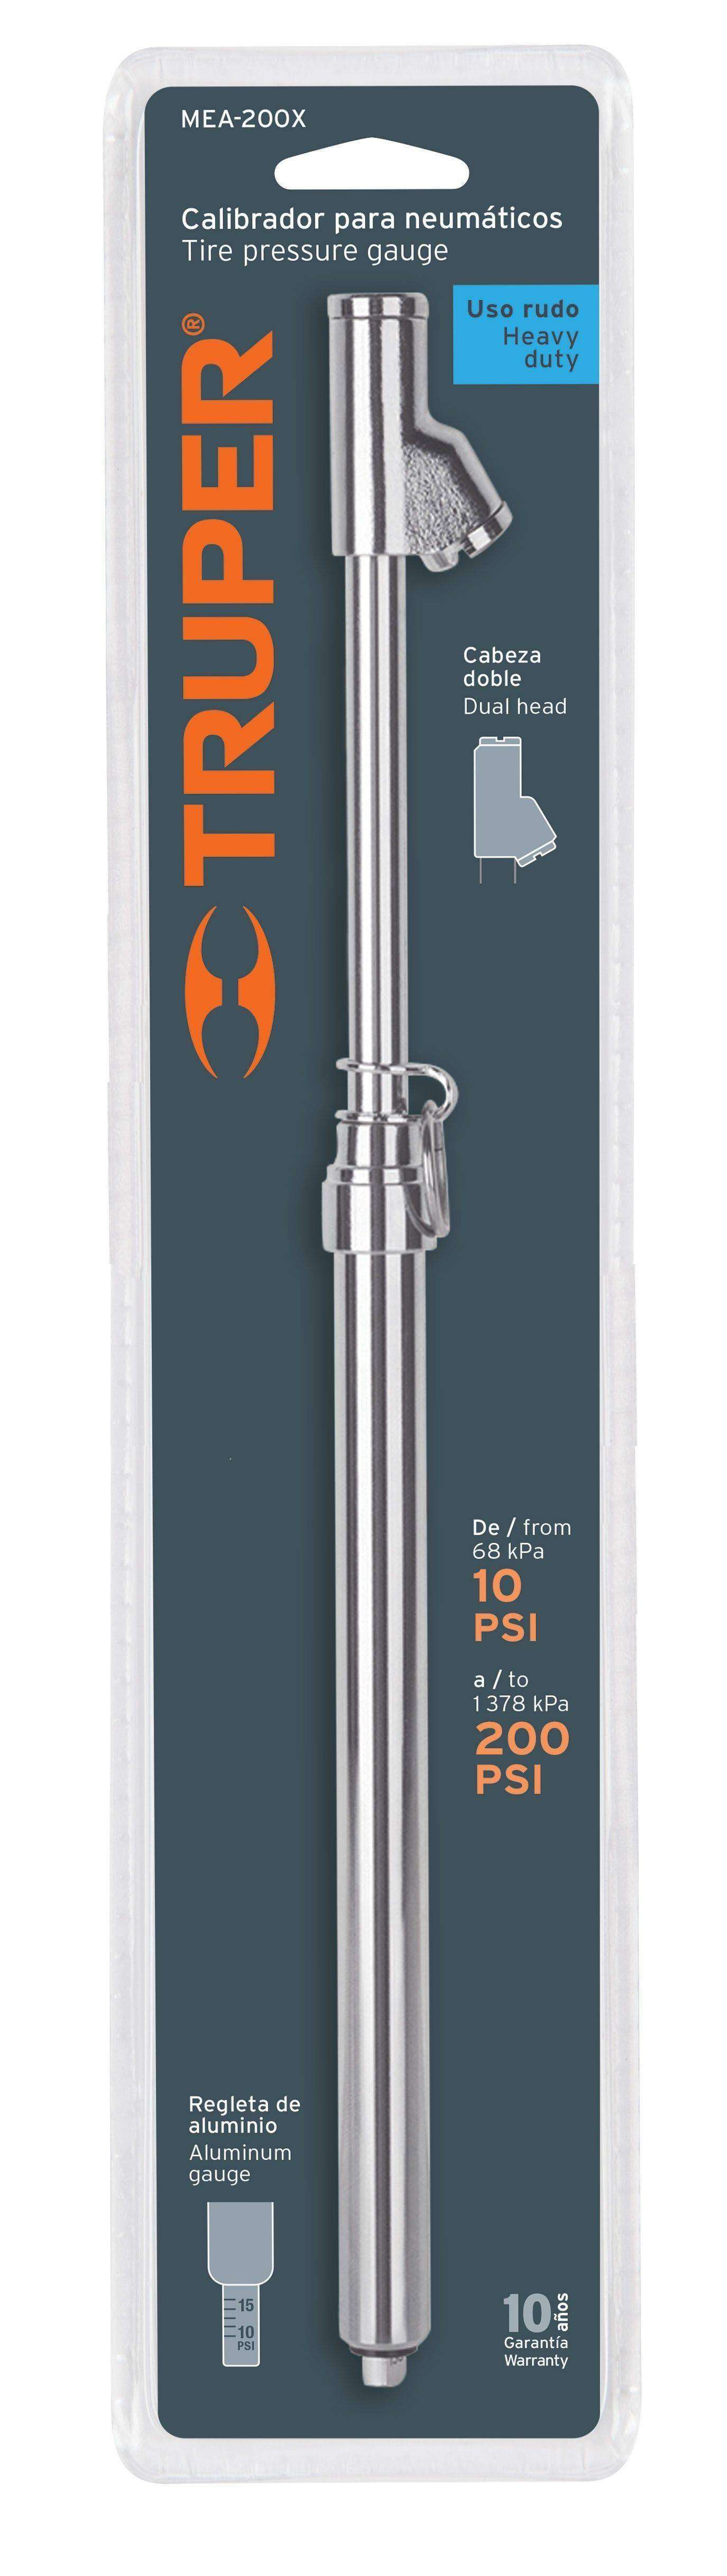 MEA-200X
Calibrador para neumáticos
Tire pressure gauge
Uso rudo
Heavy
duty
TRUPER®
Cabeza
doble
Dual head
De / from
68 kPa
10
PSI
a / to
1 378 kPa
200
PSI
Regleta de
aluminio
Aluminum
gauge
15
10
PSI
10 años
Garantía
Warranty